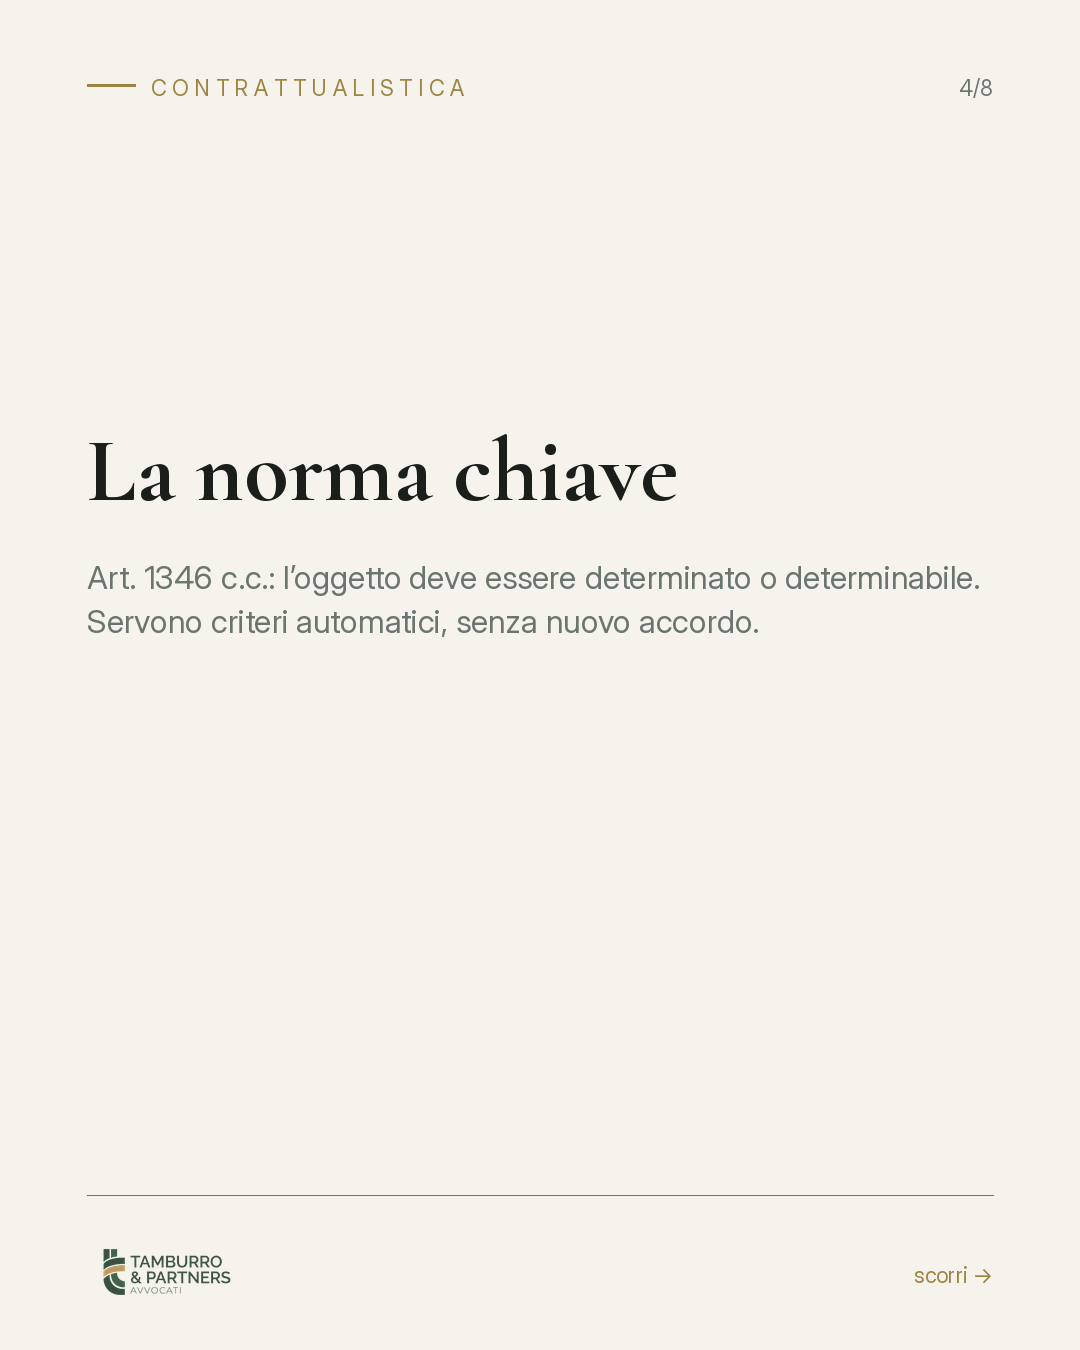 CONTRATTUALISTICA
4/8
La norma chiave
Art. 1346 c.c.: l’oggetto deve essere determinato o determinabile.
Servono criteri automatici, senza nuovo accordo.
TAMBURRO
& PARTNERS
AVVOCATI
scorri →